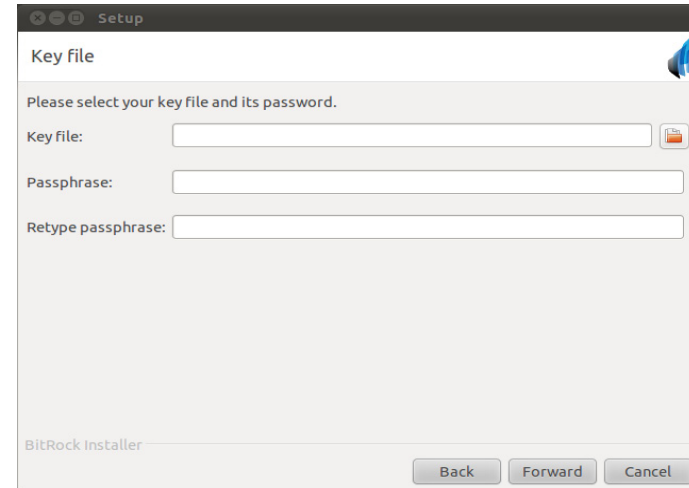 Setup
Key file
Please select your key file and its password.
Key file:
Passphrase:
Retype passphrase:
BitRock Installer
Back Forward Cancel